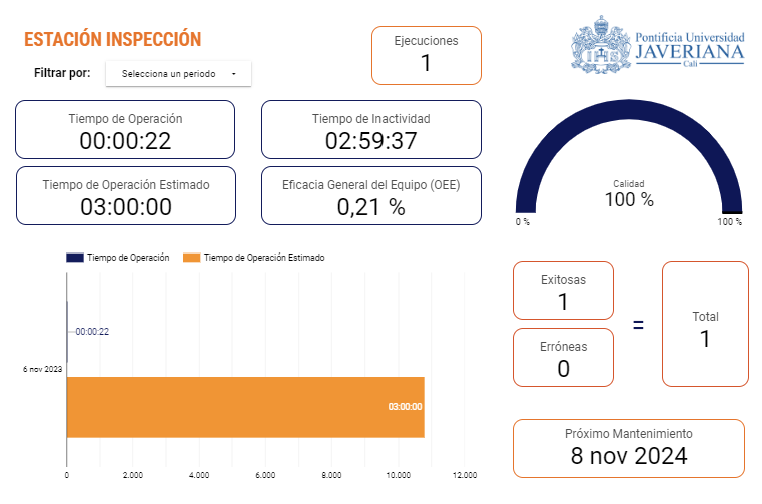 ESTACIÓN INSPECCIÓN
Filtrar por:
Selecciona un periodo
Ejecuciones
1
Pontificia Universidad
JAVERIANA
Cali
Tiempo de Operación
00:00:22
Tiempo de Inactividad
02:59:37
Tiempo de Operación Estimado
03:00:00
Eficacia General del Equipo (OEE)
0,21 %
Calidad
100 %
0 %
100 %
Tiempo de Operación
Tiempo de Operación Estimado
00:00:22
6 nov 2023
03:00:00
0
2.000
4.000
6.000
8.000
10.000
12.000
Exitosas
1
Erróneas
0
=
Total
1
Próximo Mantenimiento
8 nov 2024